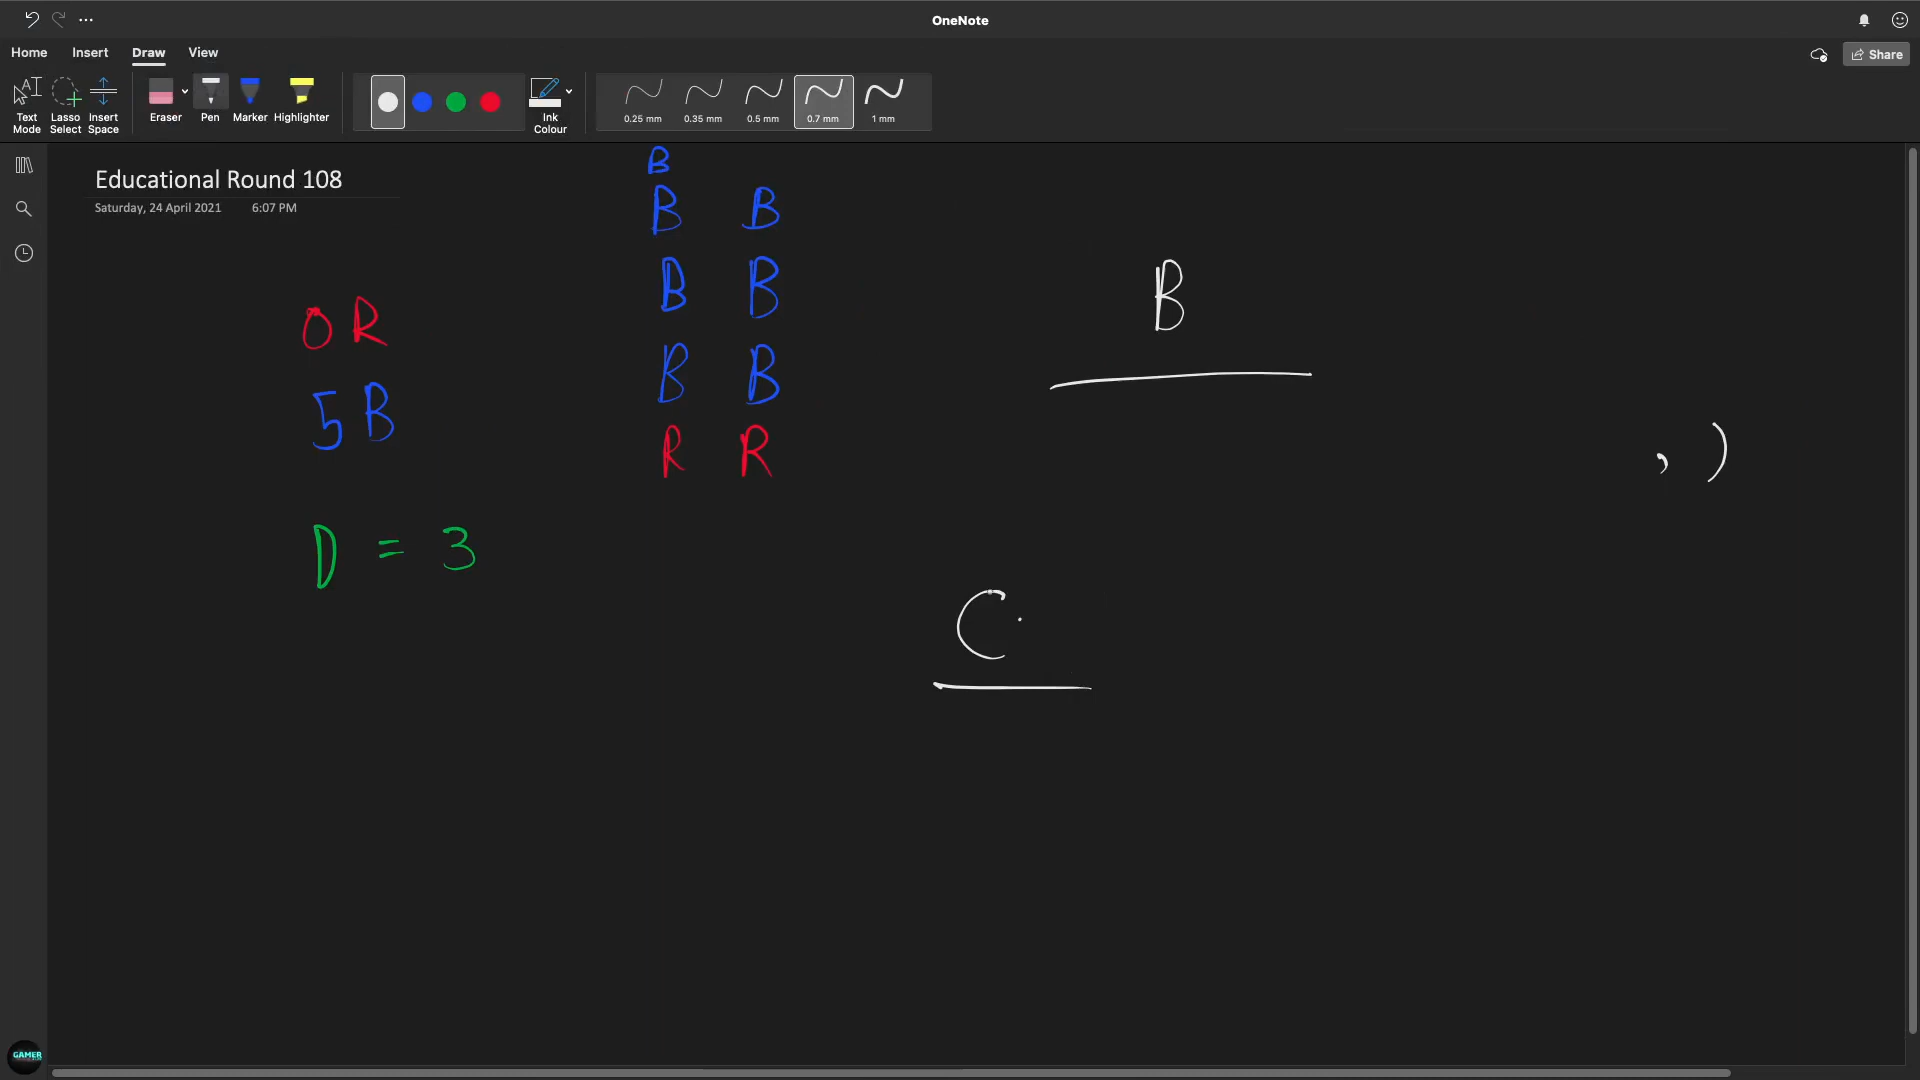 OneNote
Home Insert Draw View
Share
Text Mode
Lasso Select
Insert Space
Eraser
Pen
Marker
Highlighter
Ink Colour
0.25 mm
0.35 mm
0.5 mm
0.7 mm
1 mm
Educational Round 108
Saturday, 24 April 2021 6:07 PM
B
B B
B B
B B
R R
0 R
5 B
D = 3
B
, )
C
GAMER